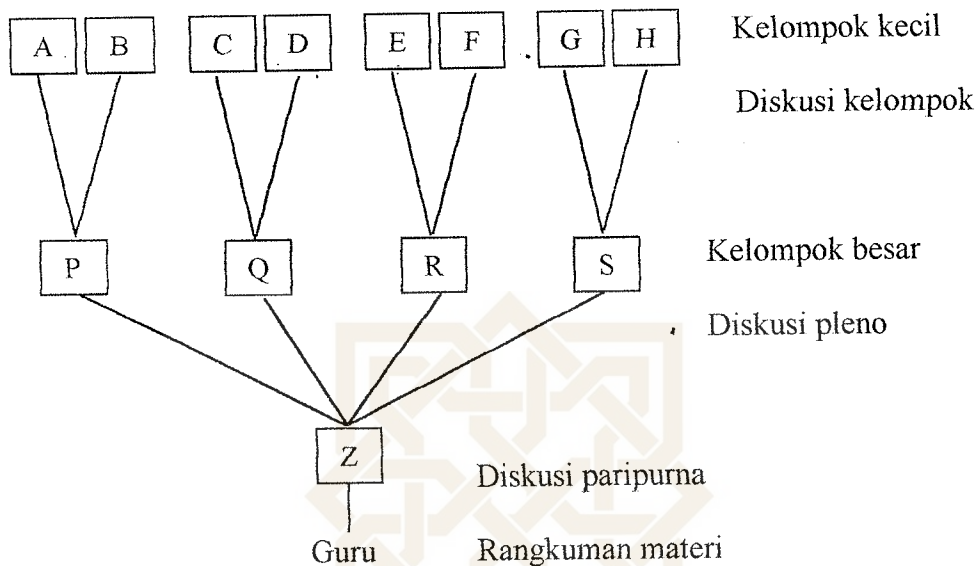 A B C D E F G H Kelompok kecil
Diskusi kelompok
P Q R S Kelompok besar
Diskusi pleno
Z Diskusi paripurna
Guru Rangkuman materi